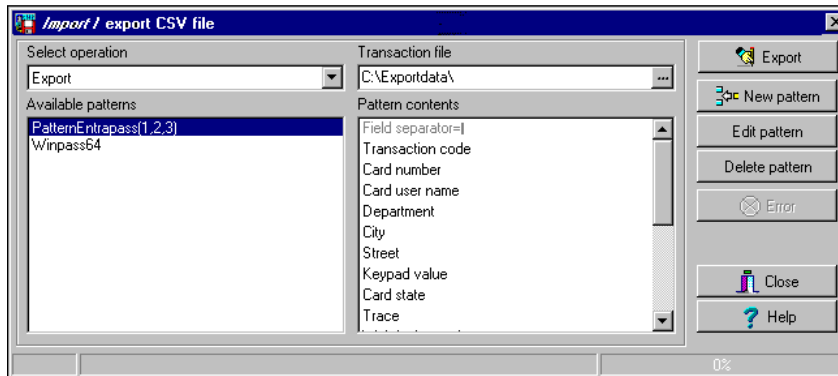 Import / export CSV file
Select operation
Export
Available patterns
PatternEntrapass(1,2,3)
Winpass64
Transaction file
C:\Exportdata\
...
Pattern contents
Field separator=|
Transaction code
Card number
Card user name
Department
City
Street
Keypad value
Card state
Trace
Export
New pattern
Edit pattern
Delete pattern
Error
Close
Help
0%